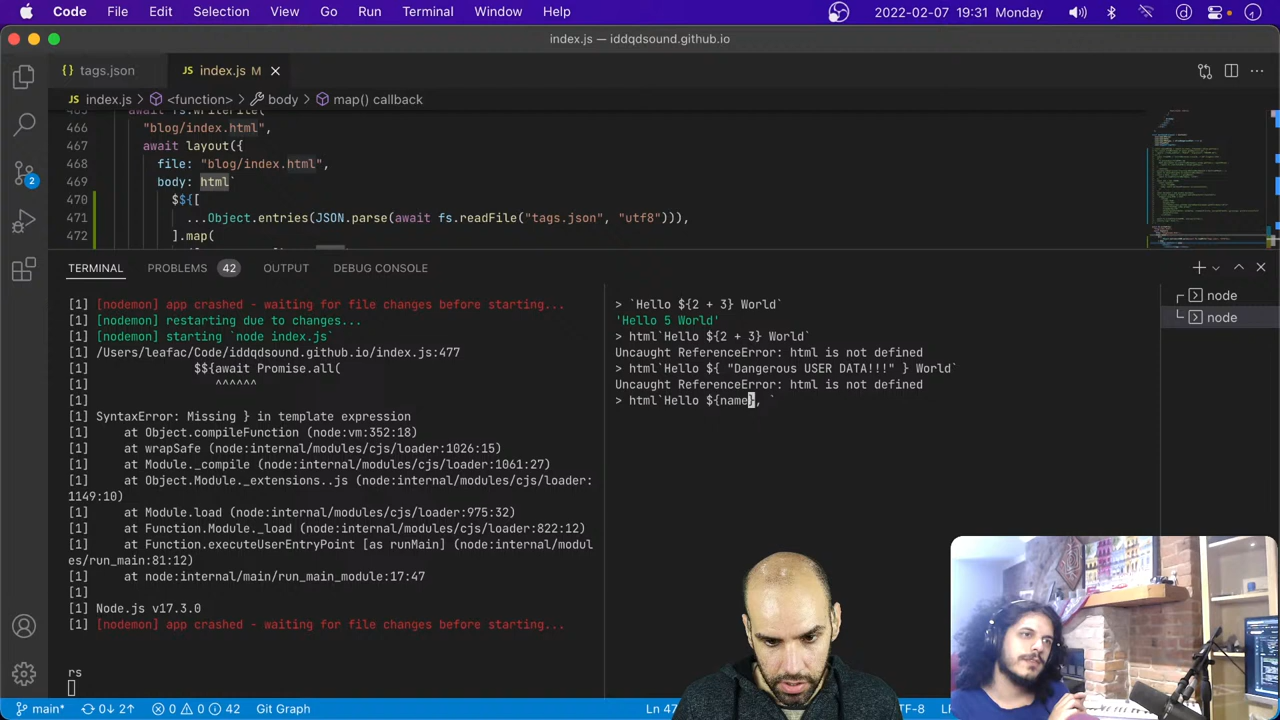 Code File Edit Selection View Go Run Terminal Window Help 2022-02-07 19:31 Monday
index.js — iddqdsound.github.io
{} tags.json JS index.js M
JS index.js > <function> > body > map() callback
466 "blog/index.html",
467 await layout({
468 file: "blog/index.html",
469 body: html`
470 $${[
471 ...Object.entries(JSON.parse(await fs.readFile("tags.json", "utf8"))),
472 ].map(
TERMINAL PROBLEMS 42 OUTPUT DEBUG CONSOLE
[1] [nodemon] app crashed - waiting for file changes before starting...
[1] [nodemon] restarting due to changes...
[1] [nodemon] starting `node index.js`
[1] /Users/leafac/Code/iddqdsound.github.io/index.js:477
[1] $${await Promise.all(
[1] ^^^^^^
[1]
[1] SyntaxError: Missing } in template expression
[1] at Object.compileFunction (node:vm:352:18)
[1] at wrapSafe (node:internal/modules/cjs/loader:1026:15)
[1] at Module._compile (node:internal/modules/cjs/loader:1061:27)
[1] at Object.Module._extensions..js (node:internal/modules/cjs/loader:
1149:10)
[1] at Module.load (node:internal/modules/cjs/loader:975:32)
[1] at Function.Module._load (node:internal/modules/cjs/loader:822:12)
[1] at Function.executeUserEntryPoint [as runMain] (node:internal/modul
es/run_main:81:12)
[1] at node:internal/main/run_main_module:17:47
[1]
[1] Node.js v17.3.0
[1] [nodemon] app crashed - waiting for file changes before starting...
rs
> `Hello ${2 + 3} World`
'Hello 5 World'
> html`Hello ${2 + 3} World`
Uncaught ReferenceError: html is not defined
> html`Hello ${ "Dangerous USER DATA!!!" } World`
Uncaught ReferenceError: html is not defined
> html`Hello ${name}, `
node
node
2
main* 0↓ 2↑ 0 0 42 Git Graph Ln 47